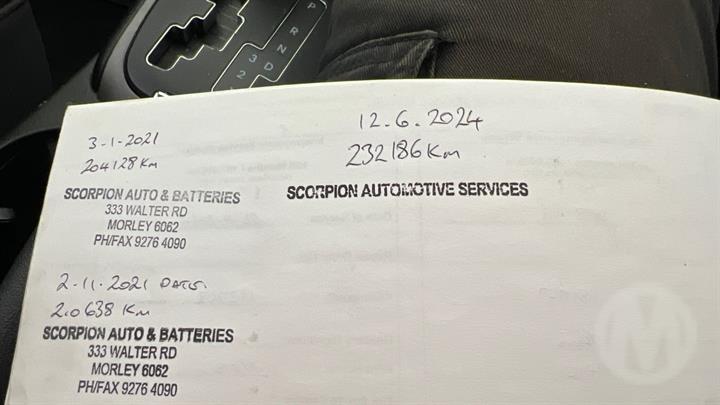 P
R
N
3 D
2
3-1-2021
204128 Km
SCORPION AUTO & BATTERIES
333 WALTER RD
MORLEY 6062
PH/FAX 9276 4090
2-11-2021
Km
SCORPION AUTO & BATTERIES
333 WALTER RD
MORLEY 6062
PH/FAX 9276 4090
12.6.2024
232186 Km
SCORPION AUTOMOTIVE SERVICES
M